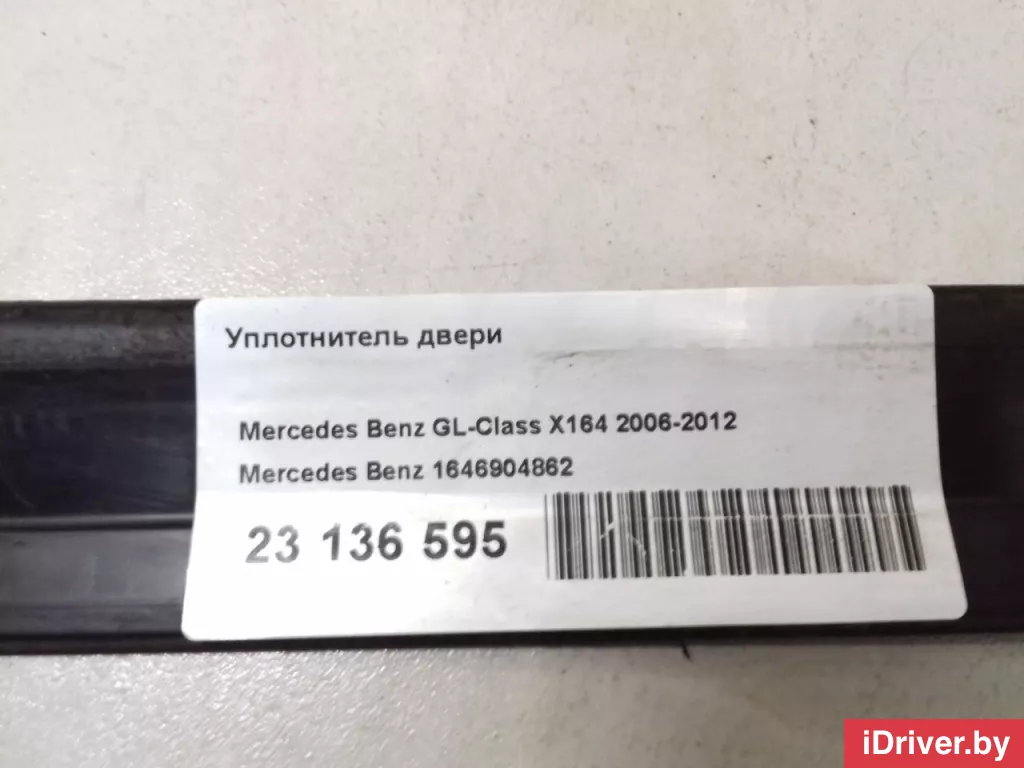 Уплотнитель двери
Mercedes Benz GL-Class X164 2006-2012
Mercedes Benz 1646904862
23 136 595
iDriver.by